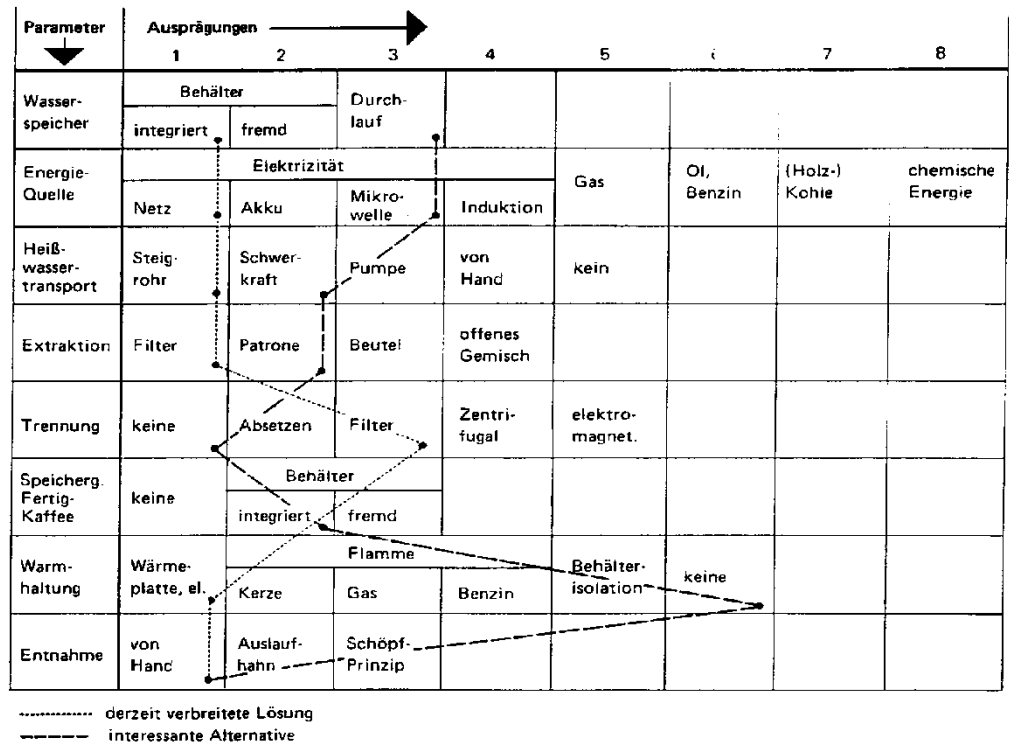 Parameter
Ausprägungen
1 2 3 4 5 6 7 8
Wasser-
speicher
Behälter
integriert fremd
Durch-
lauf
Energie-
Quelle
Elektrizität
Netz Akku
Mikro-
welle
Induktion
Gas
Öl,
Benzin
(Holz-)
Kohle
chemische
Energie
Heiß-
wasser-
transport
Steig-
rohr
Schwer-
kraft
Pumpe
von
Hand
kein
Extraktion
Filter
Patrone
Beutel
offenes
Gemisch
Trennung
keine
Absetzen
Filter
Zentri-
fugal
elektro-
magnet.
Speicherg.
Fertig-
Kaffee
keine
Behälter
integriert fremd
Warm-
haltung
Wärme-
platte, el.
Flamme
Kerze Gas Benzin
Behälter-
isolation
keine
Entnahme
von
Hand
Auslauf-
hahn
Schöpf-
Prinzip
derzeit verbreitete Lösung
interessante Alternative